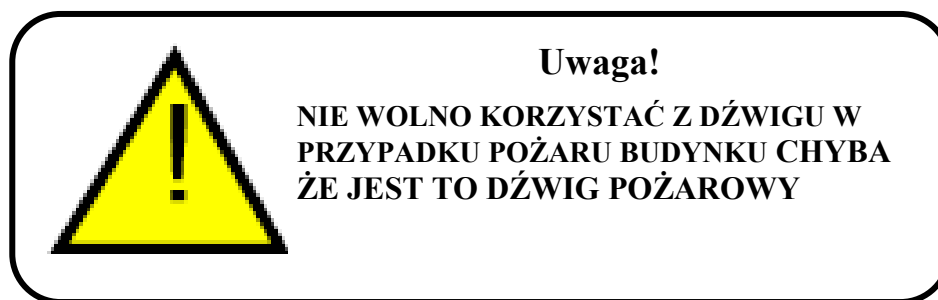 Uwaga!
NIE WOLNO KORZYSTAĆ Z DŹWIGU W
PRZYPADKU POŻARU BUDYNKU CHYBA
ŻE JEST TO DŹWIG POŻAROWY